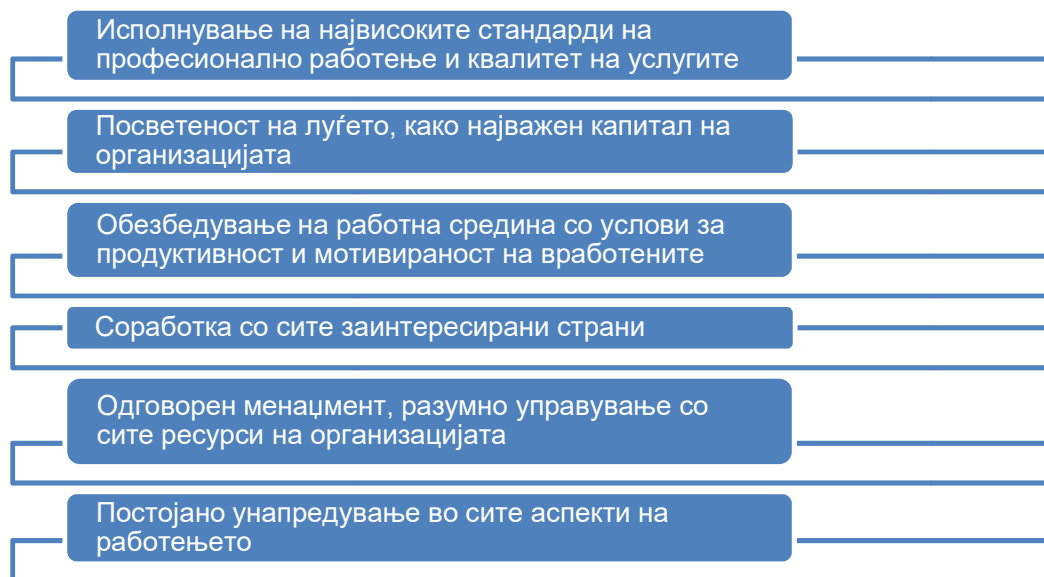 Исполнување на највисоките стандарди на
професионално работење и квалитет на услугите
Посветеност на луѓето, како најважен капитал на
организацијата
Обезбедување на работна средина со услови за
продуктивност и мотивираност на вработените
Соработка со сите заинтересирани страни
Одговорен менаџмент, разумно управување со
сите ресурси на организацијата
Постојано унапредување во сите аспекти на
работењето